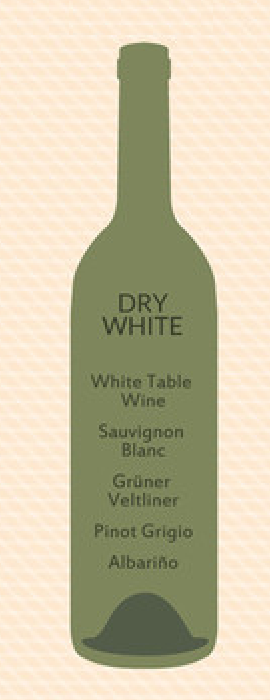 DRY
WHITE
White Table
Wine
Sauvignon
Blanc
Grüner
Veltliner
Pinot Grigio
Albariño